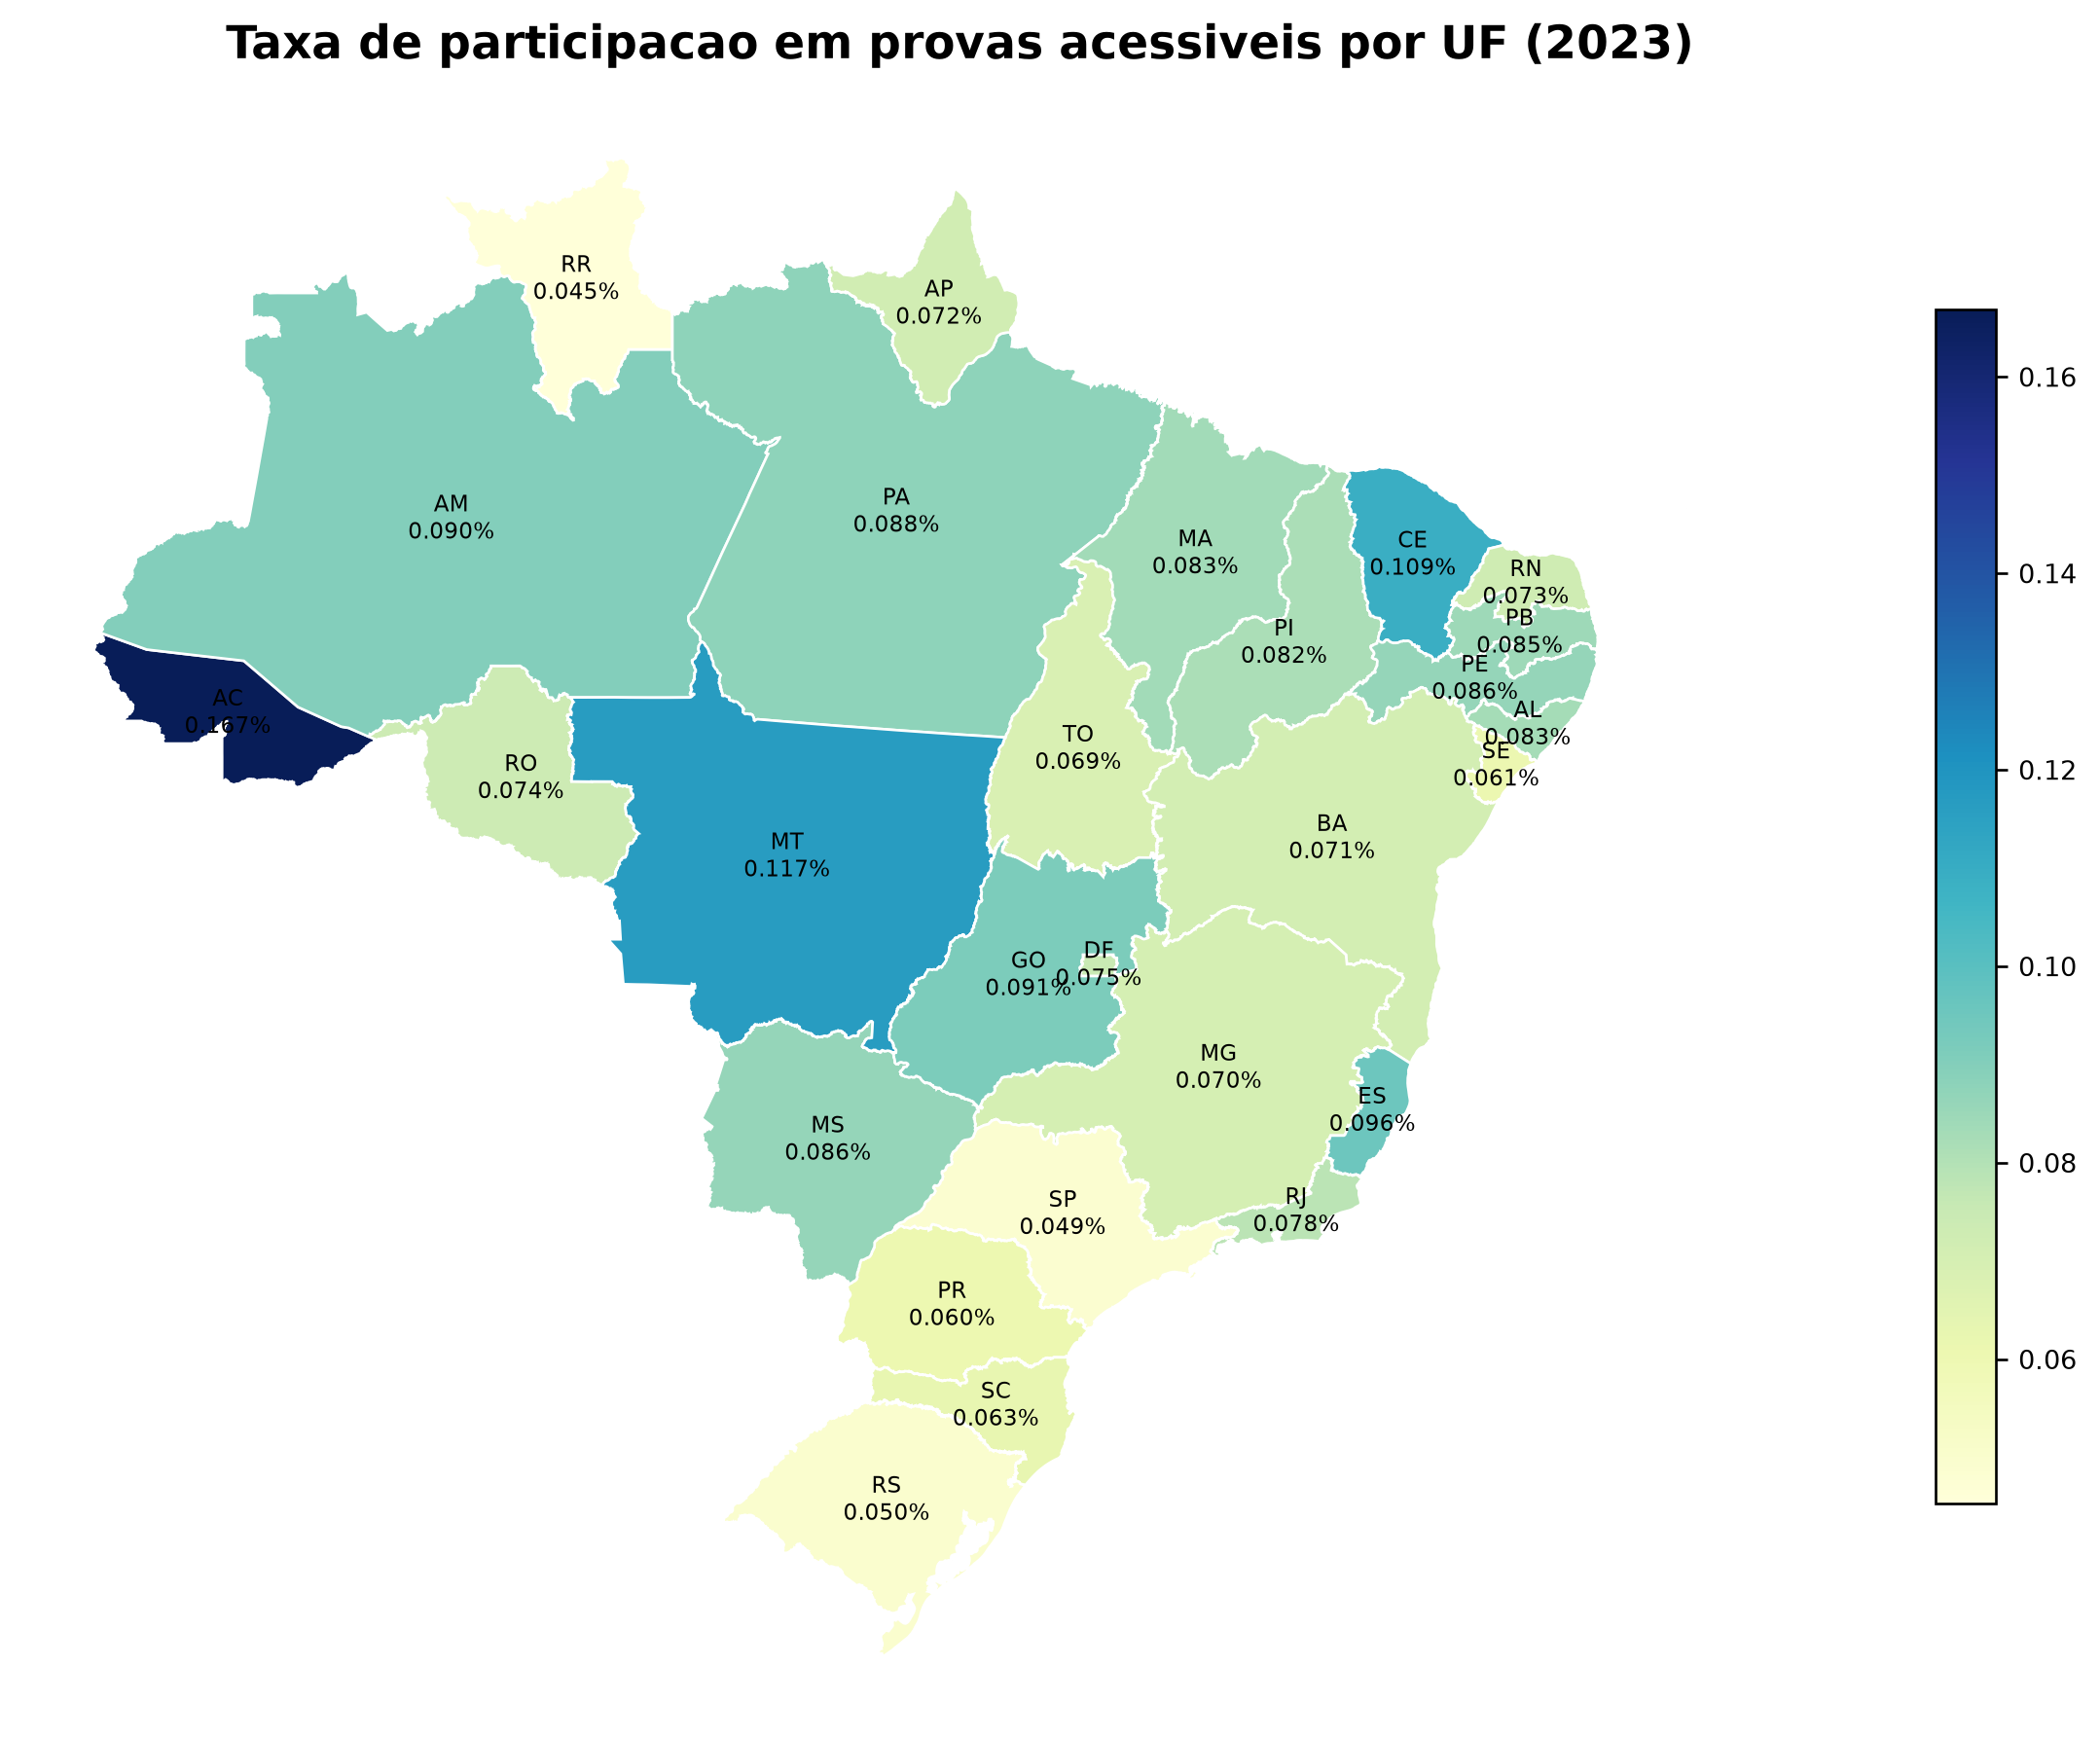 Taxa de participacao em provas acessiveis por UF (2023)
RR
0.045%
AP
0.072%
AM
0.090%
PA
0.088%
MA
0.083%
CE
0.109%
RN
0.073%
PB
0.085%
PI
0.082%
PE
0.086%
AC
0.167%
AL
0.083%
SE
0.061%
TO
0.069%
RO
0.074%
MT
0.117%
BA
0.071%
GO
0.091%
DF
0.075%
MG
0.070%
ES
0.096%
MS
0.086%
SP
0.049%
RJ
0.078%
PR
0.060%
SC
0.063%
RS
0.050%
0.16
0.14
0.12
0.10
0.08
0.06